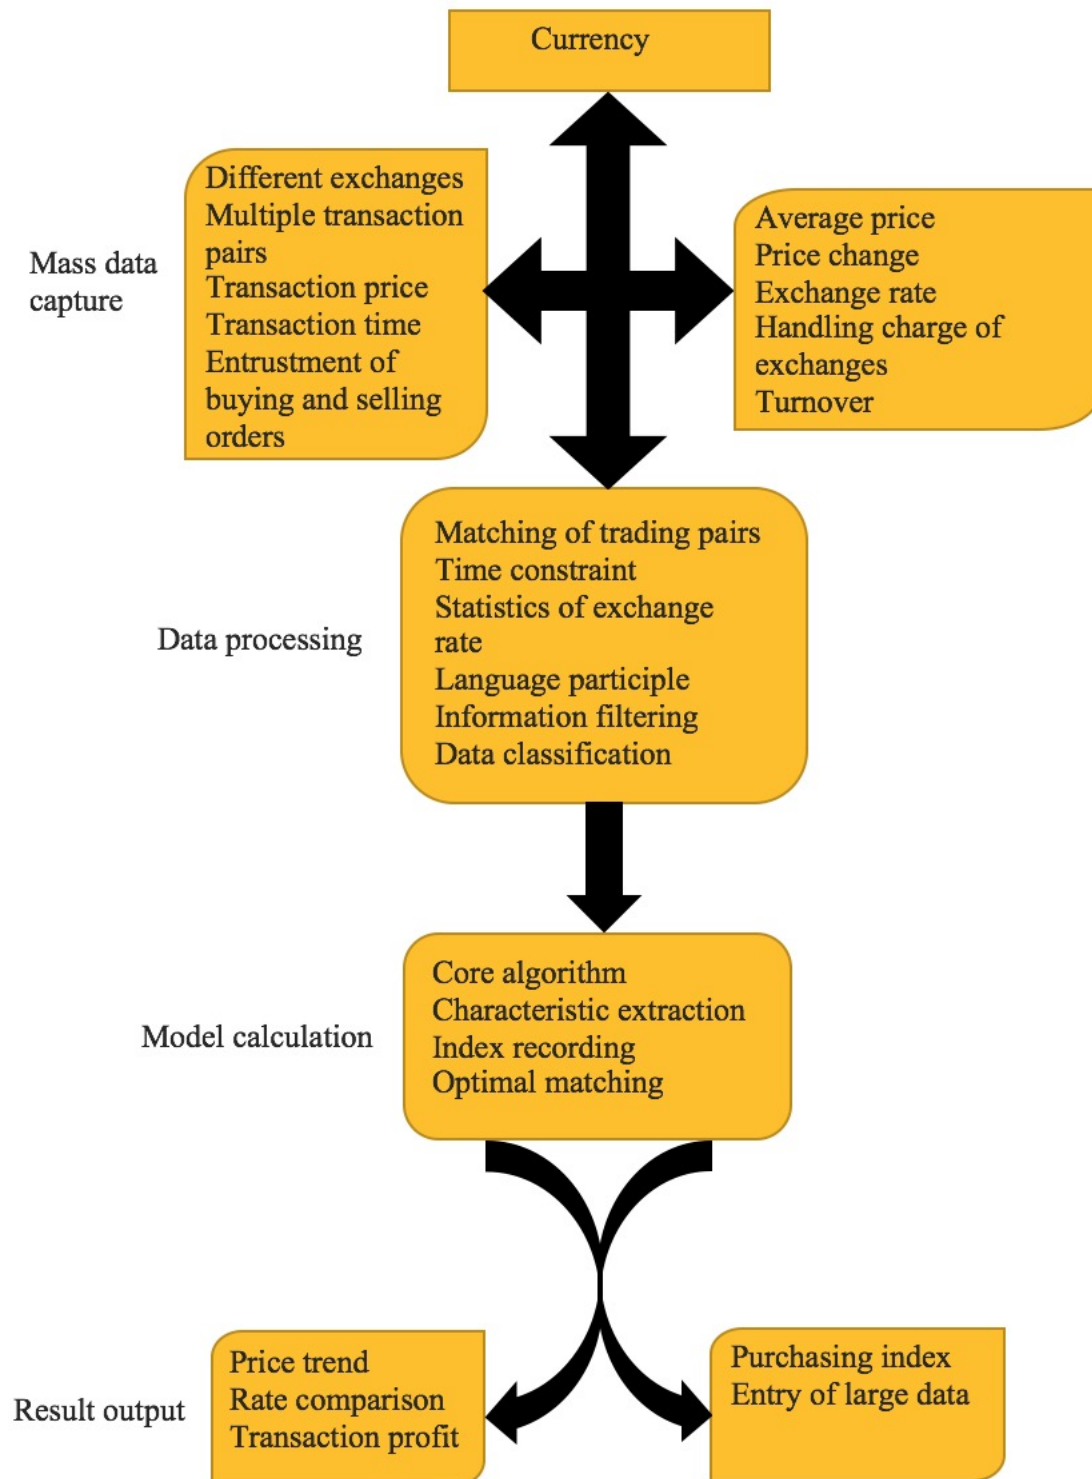 Currency
Mass data
capture
Different exchanges
Multiple transaction
pairs
Transaction price
Transaction time
Entrustment of
buying and selling
orders
Average price
Price change
Exchange rate
Handling charge of
exchanges
Turnover
Data processing
Matching of trading pairs
Time constraint
Statistics of exchange
rate
Language participle
Information filtering
Data classification
Model calculation
Core algorithm
Characteristic extraction
Index recording
Optimal matching
Result output
Price trend
Rate comparison
Transaction profit
Purchasing index
Entry of large data